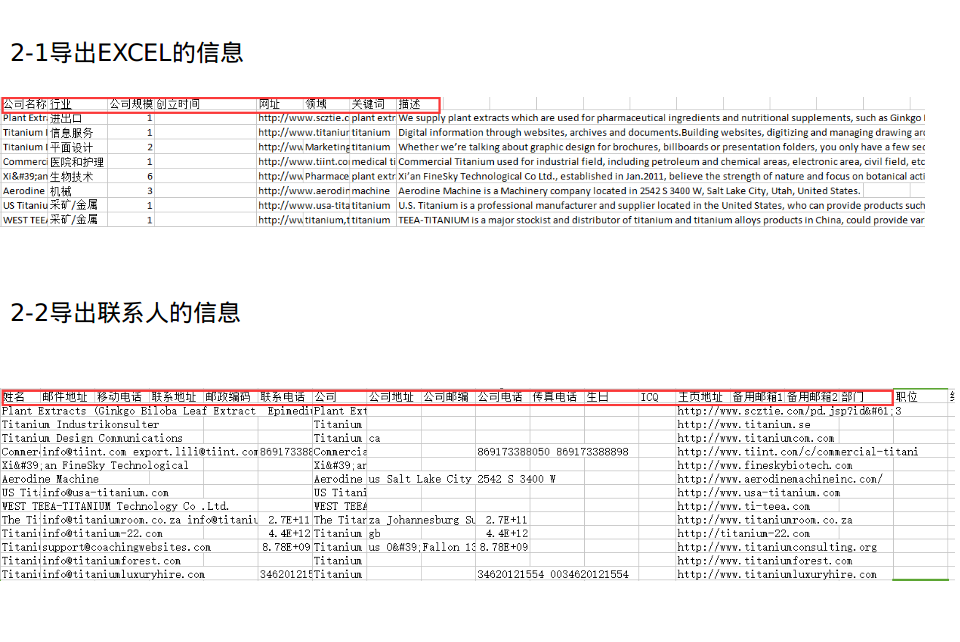 2-1导出EXCEL的信息
公司名称 行业 公司规模 创立时间 网址 领域 关键词 描述
Plant Extr 进出口 1 http://www.scztie.c plant extr We supply plant extracts which are used for pharmaceutical ingredients and nutritional supplements, such as Ginkgo
Titanium I 信息服务 1 http://www.titaniun titanium Digital information through websites, archives and documents.Building websites, digitizing and managing drawing arc
Titanium D 平面设计 2 http://www Marketing titanium Whether we're talking about graphic design for brochures, billboards or presentation folders, you only have a few sec
Commerci 医院和护理 1 http://www.tiint.com medical ti Commercial Titanium used for industrial field, including petroleum and chemical areas, electronic area, civil field, etc
Xi&#39;an 生物技术 6 http://www Pharmace plant extr Xi'an FineSky Technological Co Ltd., established in Jan.2011, believe the strength of nature and focus on botanical acti
Aerodine 机械 3 http://www.aerodin machine Aerodine Machine is a Machinery company located in 2542 S 3400 W, Salt Lake City, Utah, United States.
US Titaniu 采矿/金属 1 http://www.usa-tita titanium U.S. Titanium is a professional manufacturer and supplier located in the United States, who can provide products such
WEST TEE 采矿/金属 1 http://ww titanium,t titanium TEEA-TITANIUM is a major stockist and distributor of titanium and titanium alloys products in China, could provide var
2-2导出联系人的信息
姓名 邮件地址 移动电话 联系地址 邮政编码 联系电话 公司 公司地址 公司邮编 公司电话 传真电话 生日 ICQ 主页地址 备用邮箱1 备用邮箱2 部门 职位
Plant Extracts (Ginkgo Biloba Leaf Extract Epimedi Plant Ext http://www.scztie.com/pd.jsp?id&#61;3
Titanium Industrikonsulter Titanium http://www.titanium.se
Titanium Design Communications Titanium ca http://www.titaniumcom.com
Commer info@tiint.com export.lili@tiint.com 869173388 Commercia 869173388050 869173388898 http://www.tiint.com/c/commercial-titani
Xi&#39;an FineSky Technological Xi&#39;an http://www.fineskybiotech.com
Aerodine Machine Aerodine us Salt Lake City 2542 S 3400 W http://www.aerodinemachineinc.com/
US Tit info@usa-titanium.com US Titani http://www.usa-titanium.com
WEST TEEA-TITANIUM Technology Co .Ltd. WEST TEEA http://www.ti-teea.com
The Ti info@titaniumroom.co.za info@titaniu 2.7E+11 The Titar za Johannesburg Su 2.7E+11 http://www.titaniumroom.co.za
Titani info@titanium-22.com 4.4E+12 Titanium gb 4.4E+12 http://titanium-22.com
Titani support@coachingwebsites.com 8.78E+09 Titanium us O&#39;Fallon 13 8.78E+09 http://www.titaniumconsulting.org
Titani info@titaniumforest.com Titanium http://www.titaniumforest.com
Titani info@titaniumluxuryhire.com 346201215 Titanium 34620121554 0034620121554 http://www.titaniumluxuryhire.com